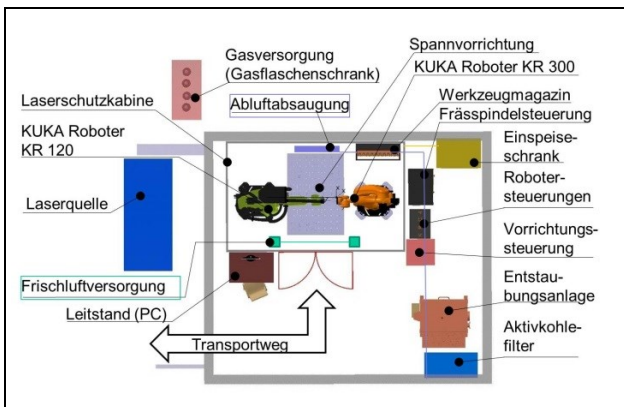 Gasversorgung
(Gasflaschenschrank)
Laserschutzkabine
Abluftabsaugung
KUKA Roboter
KR 120
Laserquelle
Frischluftversorgung
Leitstand (PC)
Transportweg
Spannvorrichtung
KUKA Roboter KR 300
Werkzeugmagazin
Frässpindelsteuerung
Einspeise-
schrank
Roboter-
steuerungen
Vorrichtungs-
steuerung
Entstau-
bungsanlage
Aktivkohle-
filter